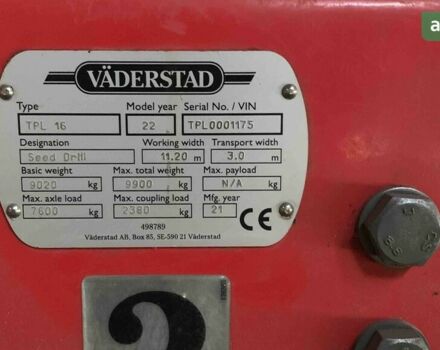 a
VÄDERSTAD
Type Model year Serial No. / VIN
TPL 16 22 TPL0001175
Designation Working width Transport width
Seed Drill 11.20 m 3.0 m
Basic weight Max. total weight Max. payload
9020 kg 9900 kg N/A kg
Max. axle load Max. coupling load Mfg. year
7600 kg 2380 kg 21 CE
498789
Väderstad AB, Box 85, SE-590 21 Väderstad
8.8